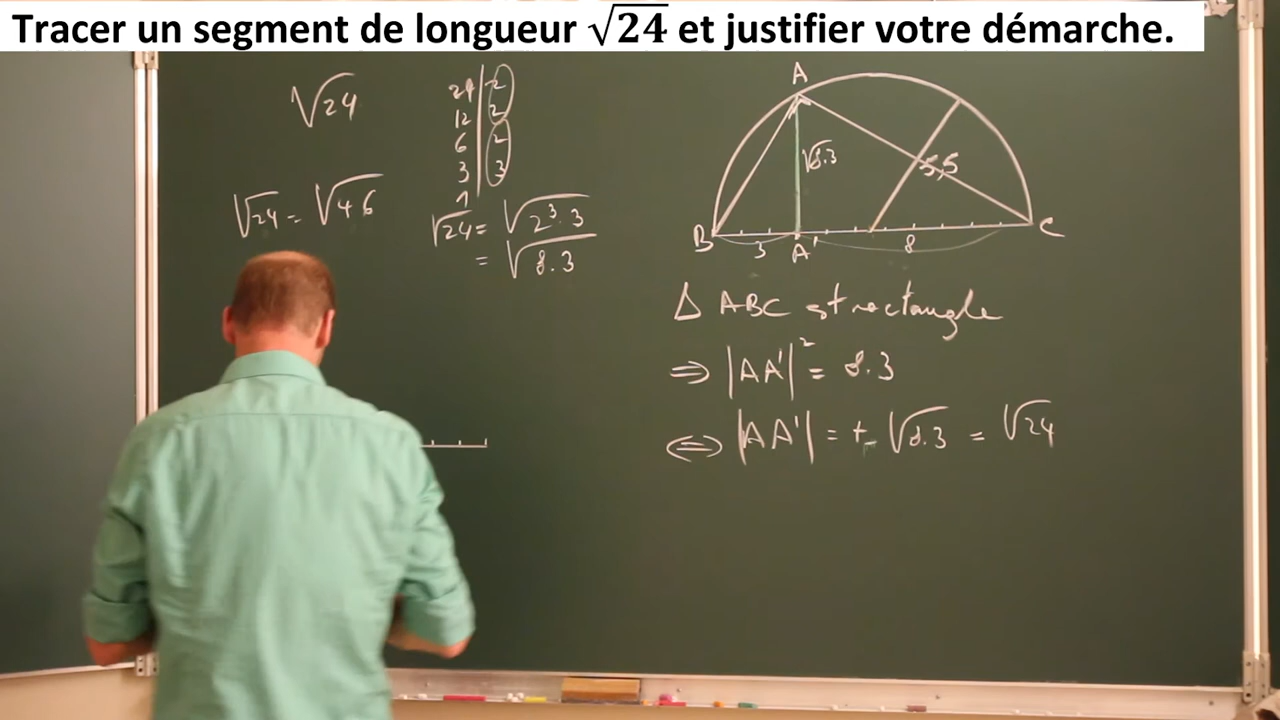 Tracer un segment de longueur √24 et justifier votre démarche.
√24
24 | 2
12 | 2
6 | 2
3 | 3
1
√24 = √4 6
√24 = √2³.3
= √8.3
A
√8.3
5,5
B
3
A'
8
C
Δ ABC est rectangle
⇒ |AA'|² = 8.3
⇔ |AA'| = + √8.3 = √24